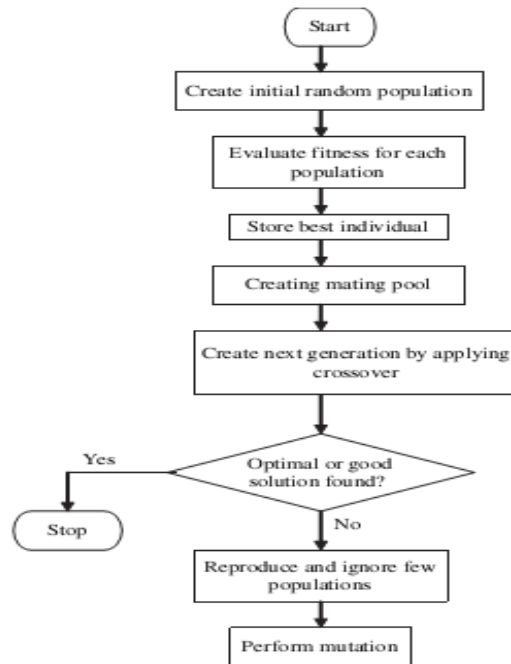 Start
Create initial random population
Evaluate fitness for each
population
Store best individual
Creating mating pool
Create next generation by applying
crossover
Optimal or good
solution found?
Yes
Stop
No
Reproduce and ignore few
populations
Perform mutation